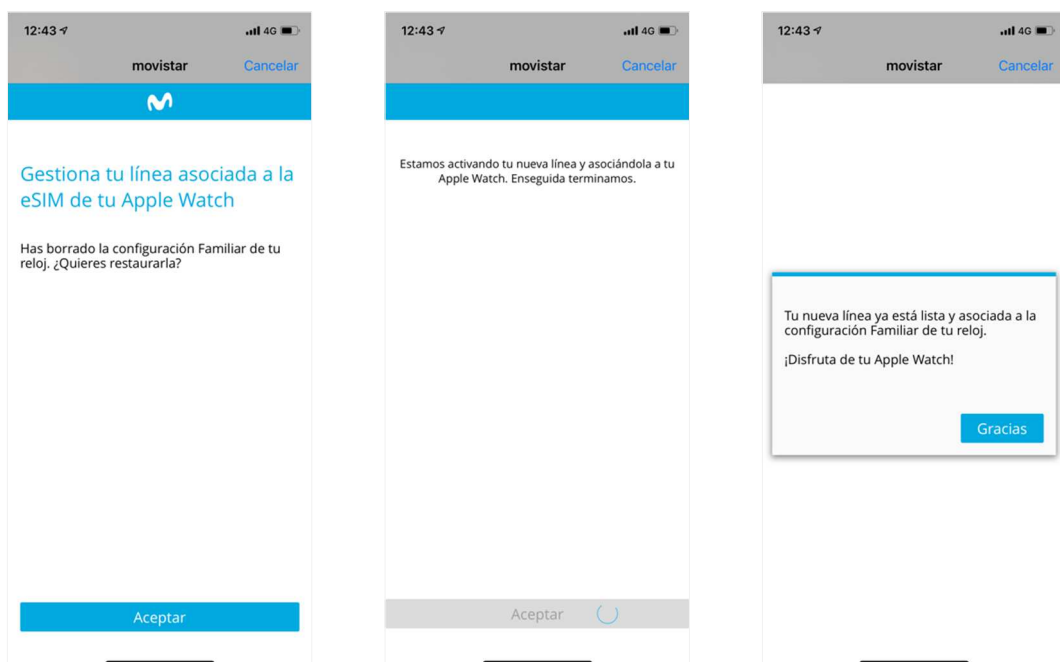 12:43
4G
movistar
Cancelar
Gestiona tu línea asociada a la
eSIM de tu Apple Watch
Has borrado la configuración Familiar de tu
reloj. ¿Quieres restaurarla?
Aceptar
12:43
4G
movistar
Cancelar
Estamos activando tu nueva línea y asociándola a tu
Apple Watch. Enseguida terminamos.
Aceptar
12:43
4G
movistar
Cancelar
Tu nueva línea ya está lista y asociada a la
configuración Familiar de tu reloj.
¡Disfruta de tu Apple Watch!
Gracias